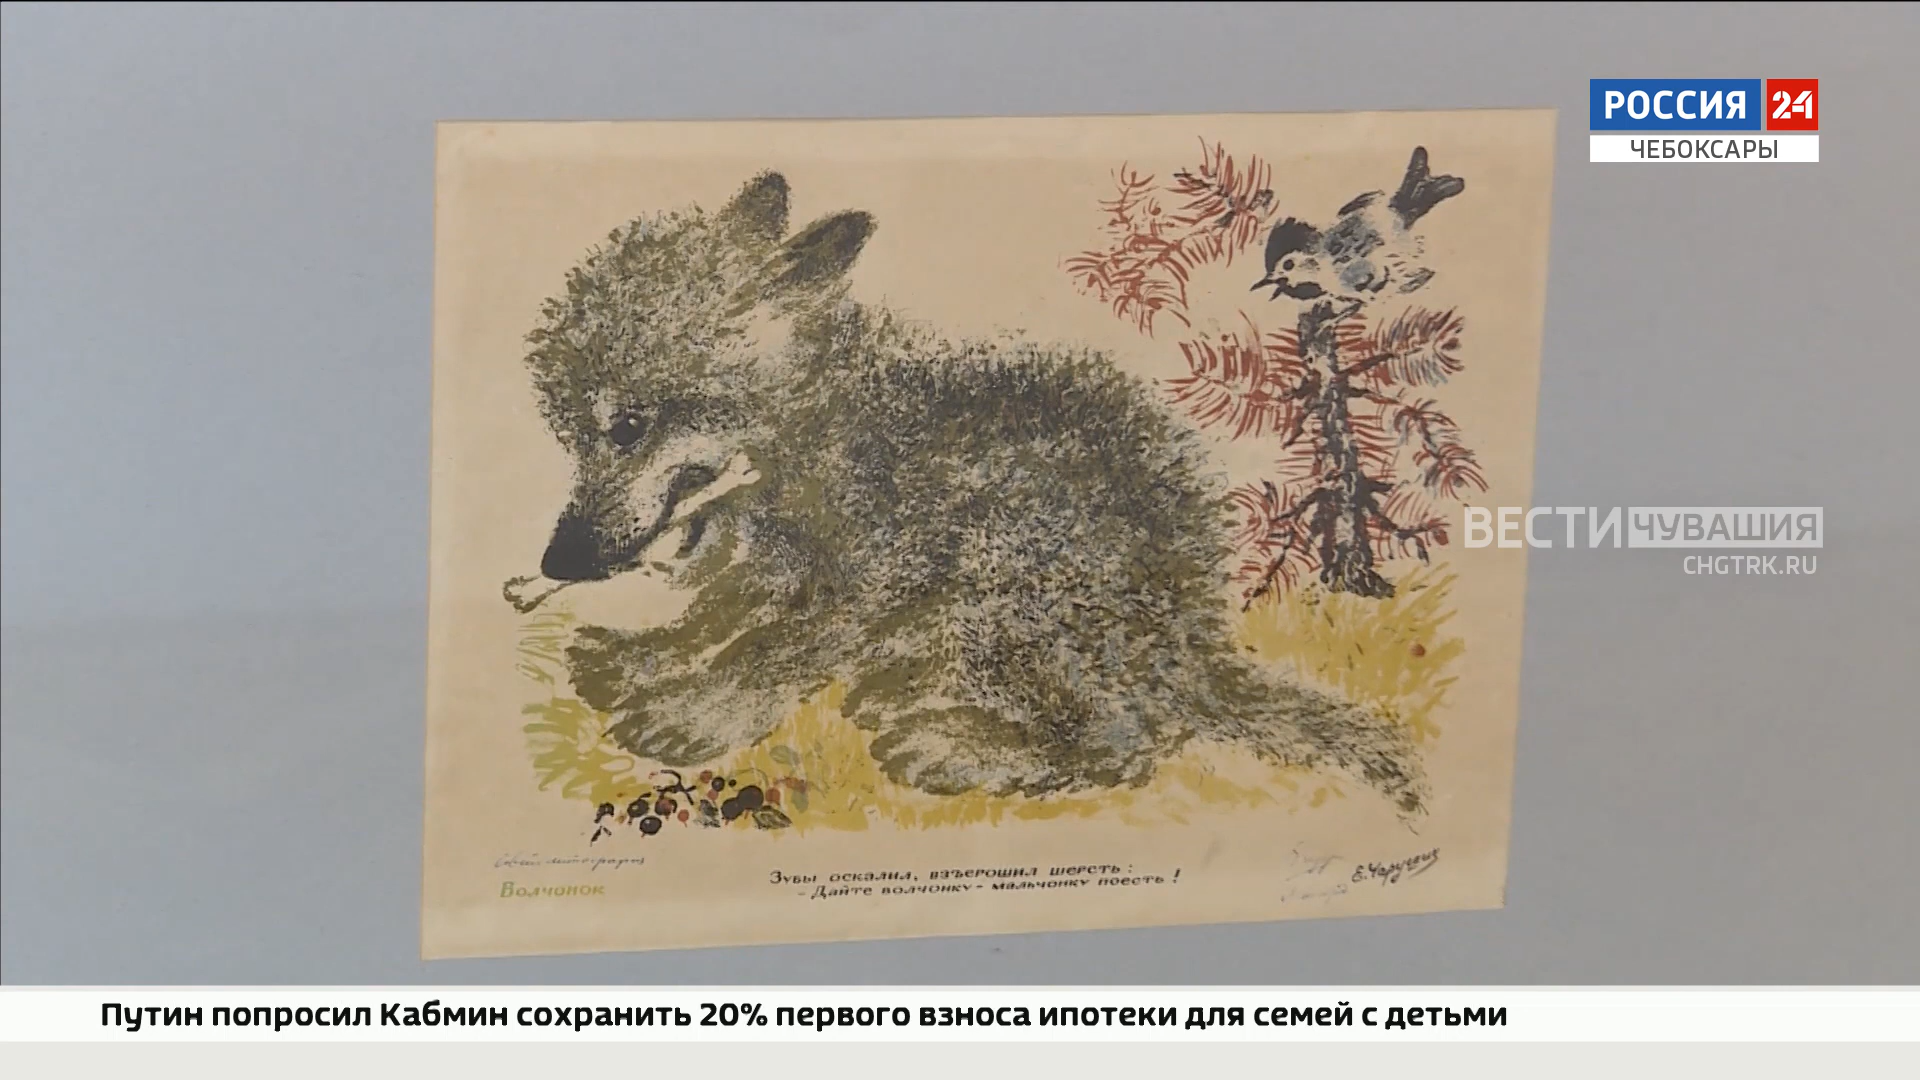 РОССИЯ 24
ЧЕБОКСАРЫ
ВЕСТИ ЧУВАШИЯ
CHGTRK.RU
Зубы оскалил, взъерошил шерсть:
- Дайте волчонку - мальчонку поесть!
Волчонок
Е. Чарушин
Путин попросил Кабмин сохранить 20% первого взноса ипотеки для семей с детьми